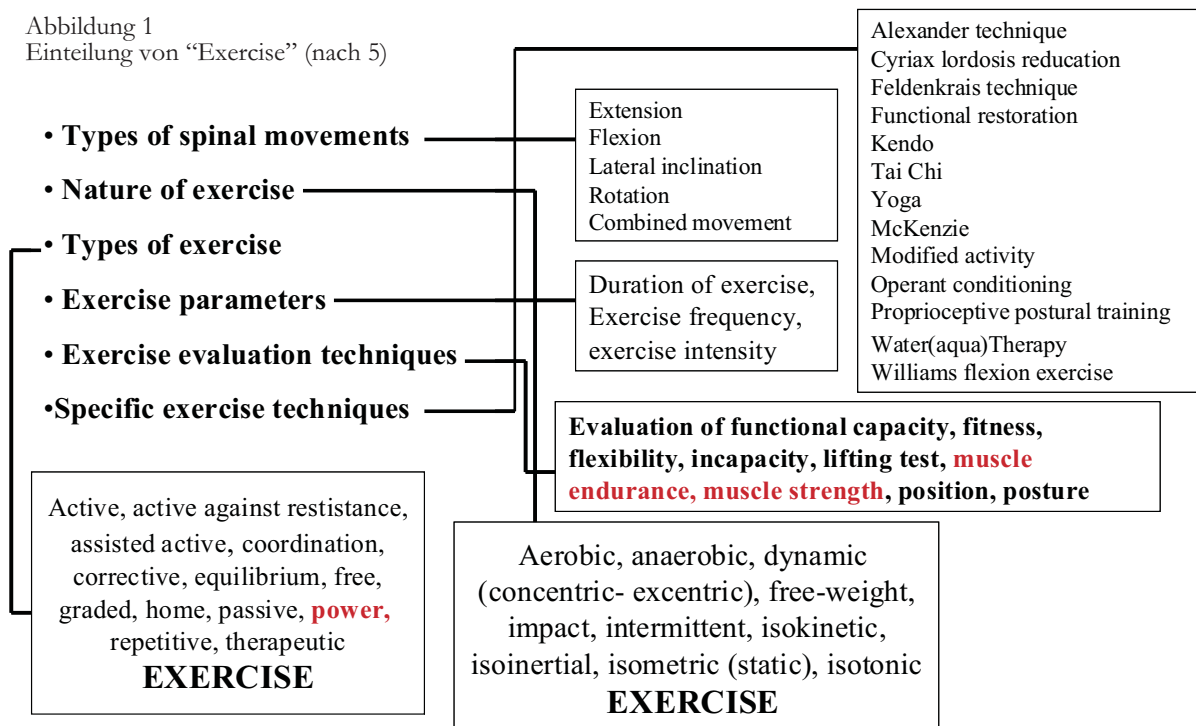 Abbildung 1
Einteilung von “Exercise” (nach 5)
• Types of spinal movements
• Nature of exercise
• Types of exercise
• Exercise parameters
• Exercise evaluation techniques
•Specific exercise techniques
Extension
Flexion
Lateral inclination
Rotation
Combined movement
Duration of exercise,
Exercise frequency,
exercise intensity
Alexander technique
Cyriax lordosis reducation
Feldenkrais technique
Functional restoration
Kendo
Tai Chi
Yoga
McKenzie
Modified activity
Operant conditioning
Proprioceptive postural training
Water(aqua)Therapy
Williams flexion exercise
Evaluation of functional capacity, fitness,
flexibility, incapacity, lifting test, muscle
endurance, muscle strength, position, posture
Active, active against restistance,
assisted active, coordination,
corrective, equilibrium, free,
graded, home, passive, power,
repetitive, therapeutic
EXERCISE
Aerobic, anaerobic, dynamic
(concentric- excentric), free-weight,
impact, intermittent, isokinetic,
isoinertial, isometric (static), isotonic
EXERCISE